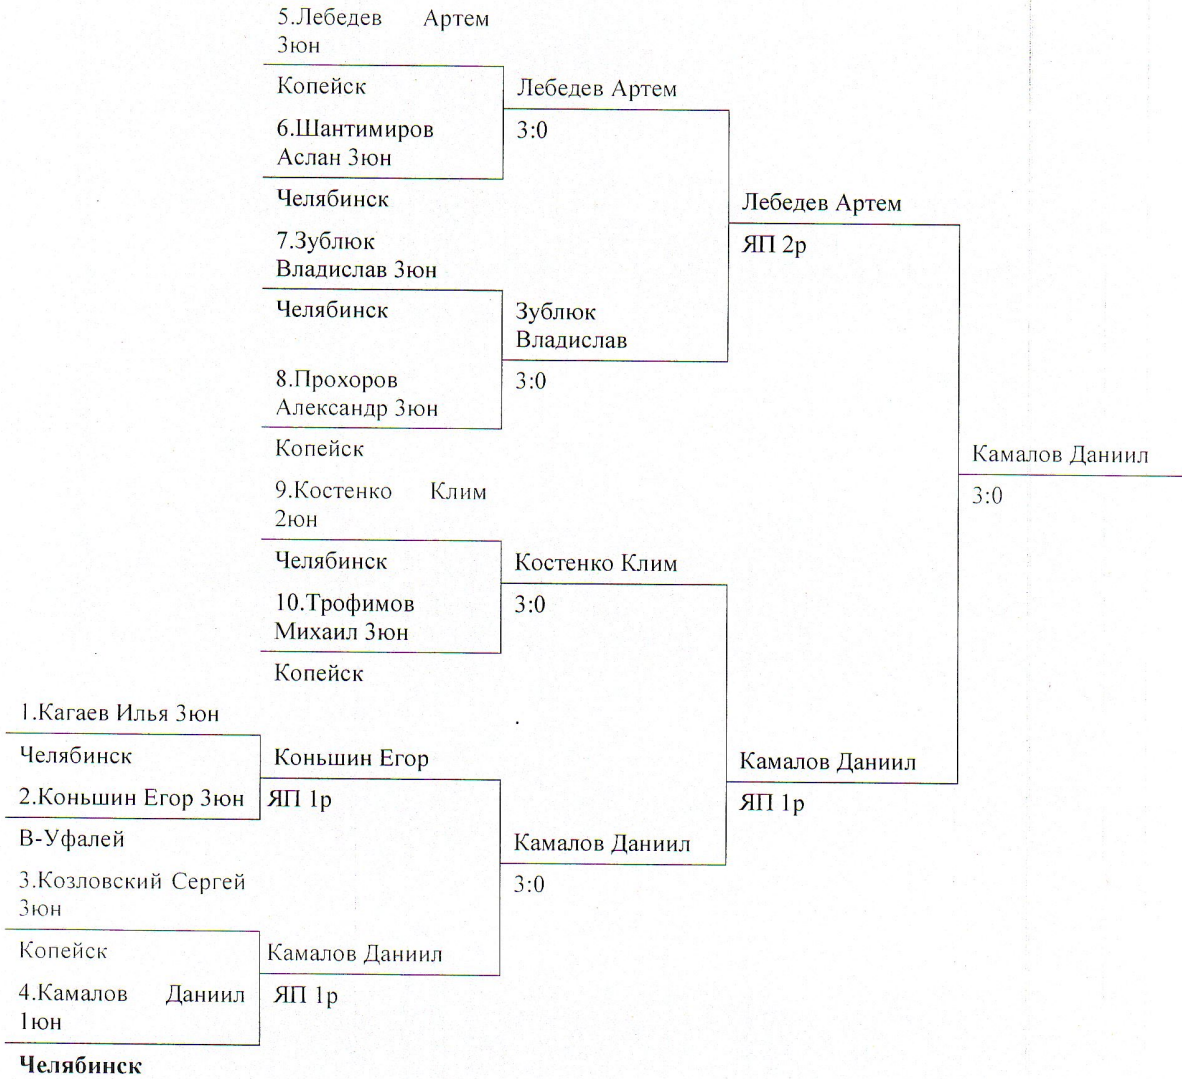 5.Лебедев Артем
3юн
Копейск
Лебедев Артем
6.Шантимиров
Аслан 3юн
3:0
Челябинск
Лебедев Артем
7.Зублюк
Владислав 3юн
ЯП 2р
Челябинск
Зублюк
Владислав
8.Прохоров
Александр 3юн
3:0
Копейск
Камалов Даниил
9.Костенко Клим
2юн
3:0
Челябинск
Костенко Клим
10.Трофимов
Михаил 3юн
3:0
Копейск
1.Кагаев Илья 3юн
Челябинск
Коньшин Егор
Камалов Даниил
2.Коньшин Егор 3юн
ЯП 1р
ЯП 1р
В-Уфалей
Камалов Даниил
3.Козловский Сергей
3юн
3:0
Копейск
Камалов Даниил
4.Камалов Даниил
1юн
ЯП 1р
Челябинск